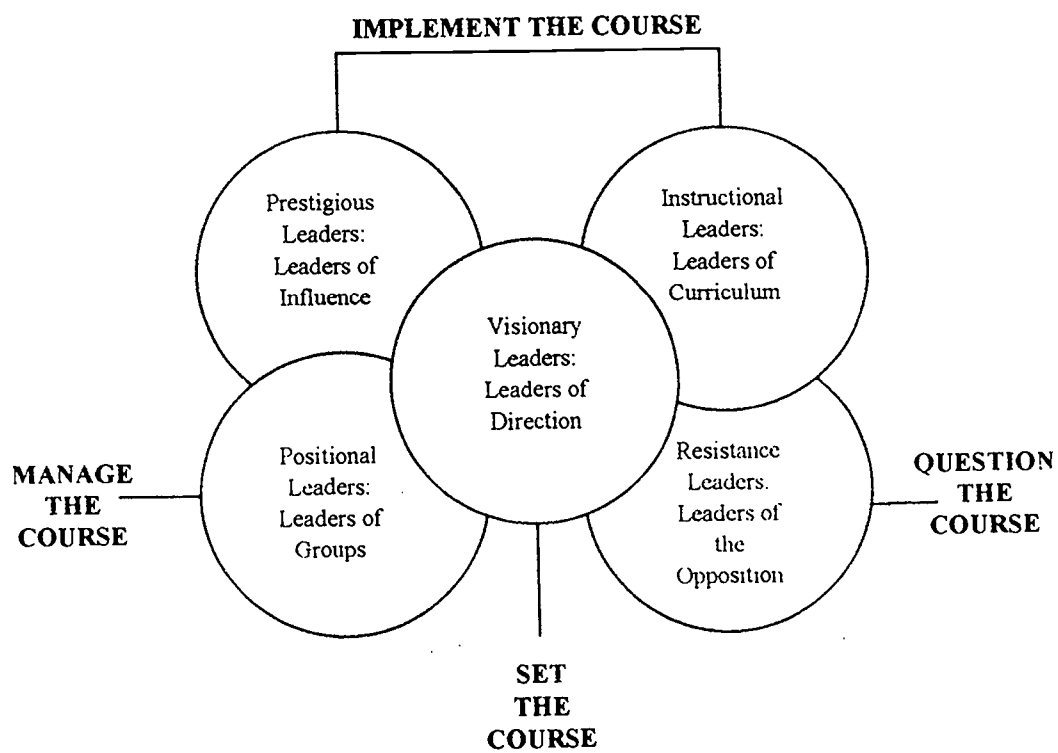 IMPLEMENT THE COURSE
Prestigious
Leaders:
Leaders of
Influence
Instructional
Leaders:
Leaders of
Curriculum
Visionary
Leaders:
Leaders of
Direction
Positional
Leaders:
Leaders of
Groups
Resistance
Leaders.
Leaders of
the
Opposition
MANAGE
THE
COURSE
QUESTION
THE
COURSE
SET
THE
COURSE